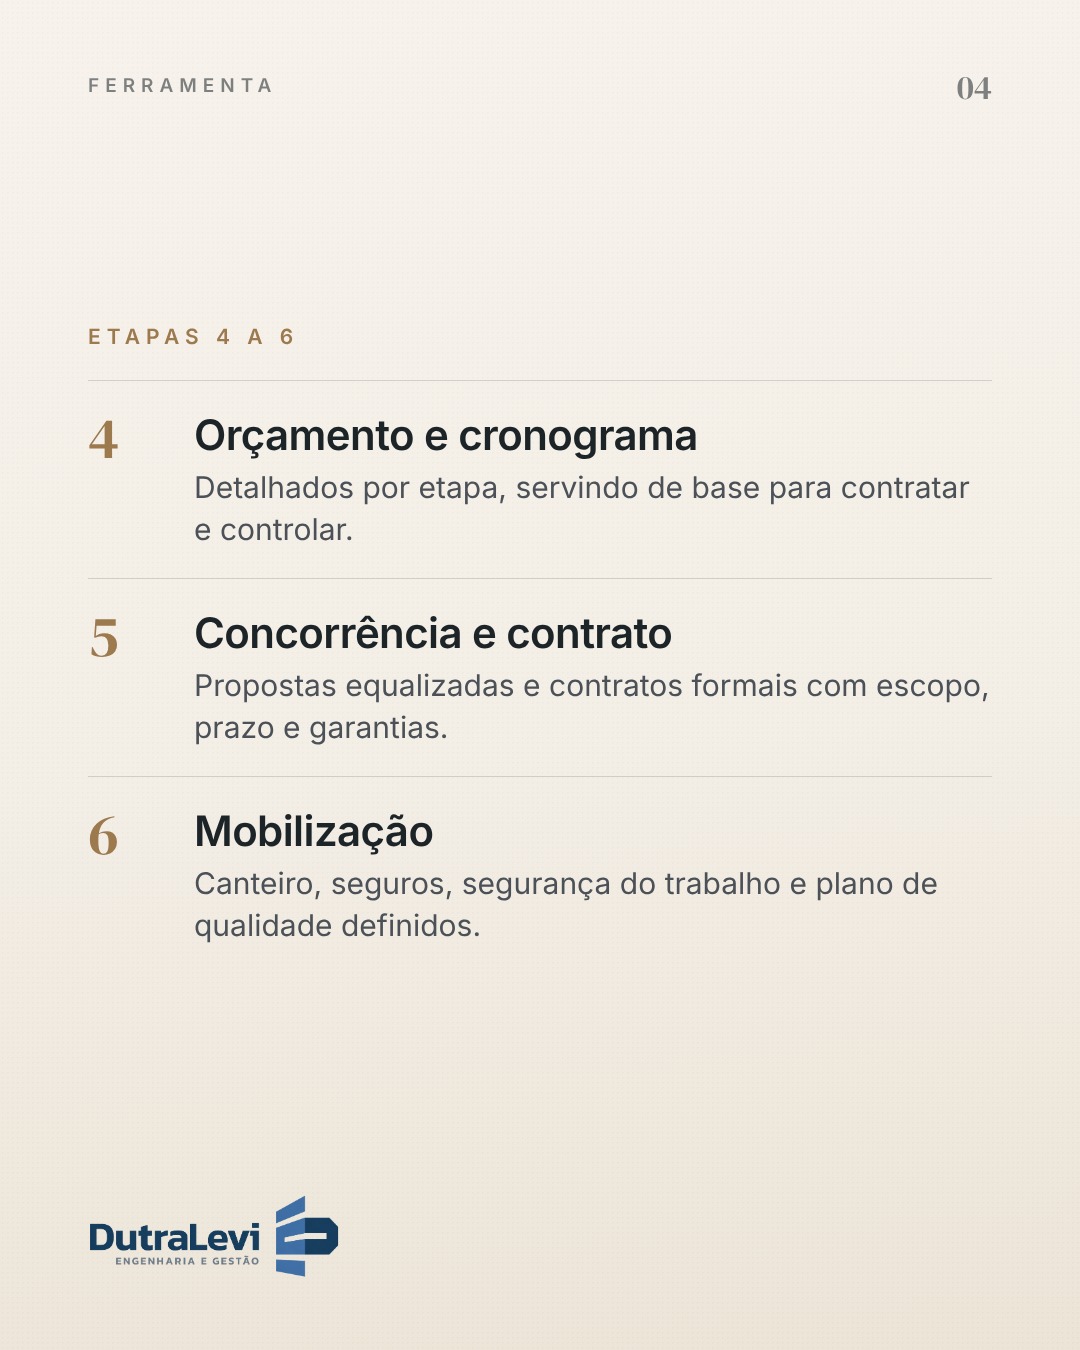 FERRAMENTA
04
ETAPAS 4 A 6
4
Orçamento e cronograma
Detalhados por etapa, servindo de base para contratar
e controlar.
5
Concorrência e contrato
Propostas equalizadas e contratos formais com escopo,
prazo e garantias.
6
Mobilização
Canteiro, seguros, segurança do trabalho e plano de
qualidade definidos.
DutraLevi
ENGENHARIA E GESTÃO